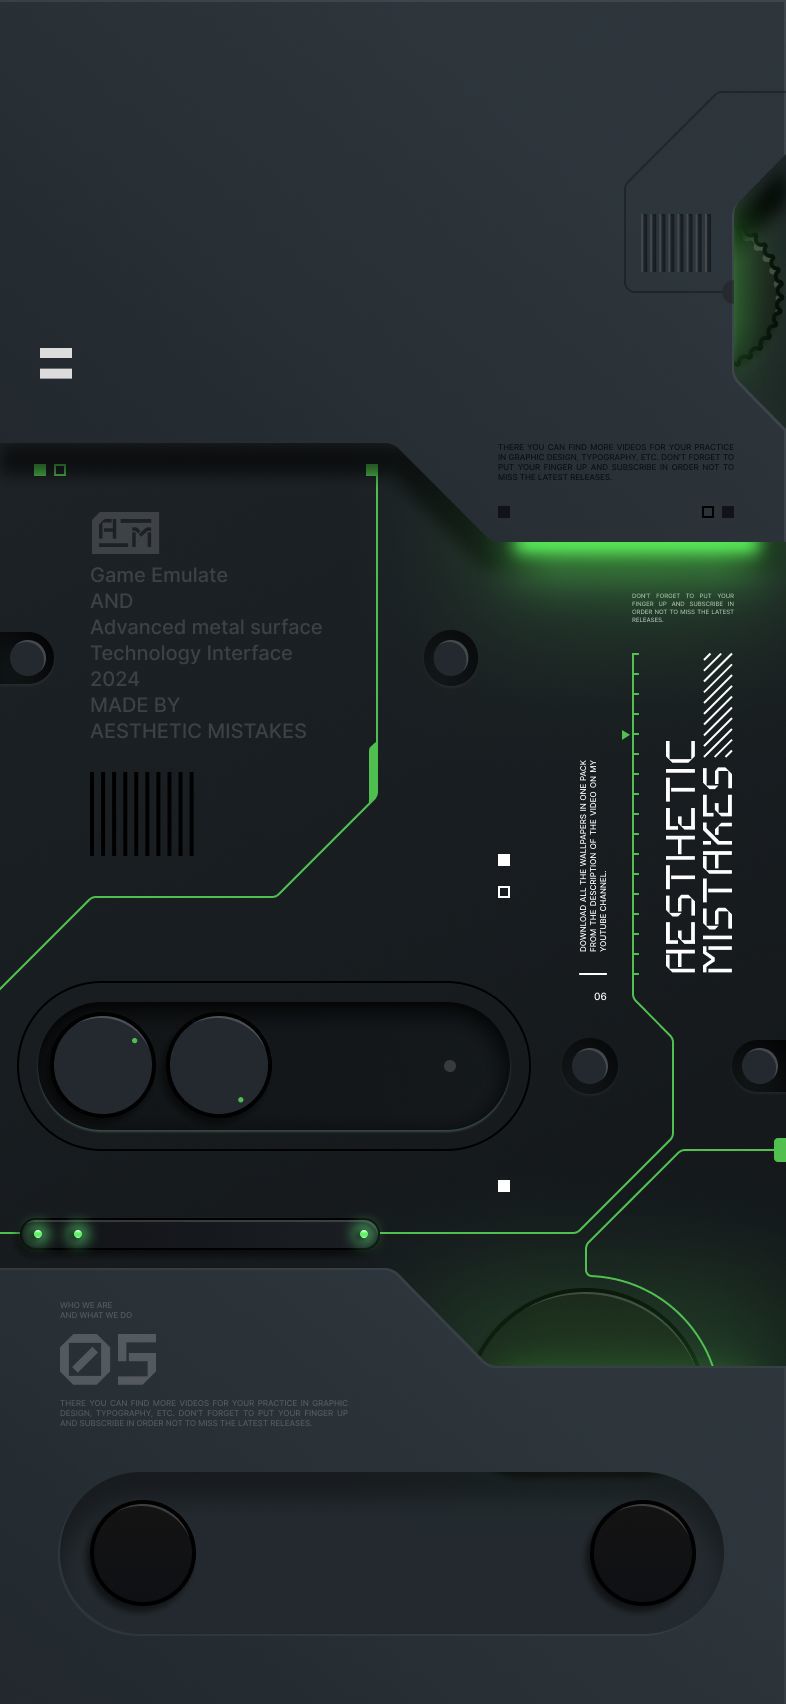 THERE YOU CAN FIND MORE VIDEOS FOR YOUR PRACTICE
IN GRAPHIC DESIGN, TYPOGRAPHY, ETC. DON'T FORGET TO
PUT YOUR FINGER UP AND SUBSCRIBE IN ORDER NOT TO
MISS THE LATEST RELEASES.
AM
Game Emulate
AND
Advanced metal surface
Technology Interface
2024
MADE BY
AESTHETIC MISTAKES
DON'T FORGET TO PUT YOUR
FINGER UP AND SUBSCRIBE IN
ORDER NOT TO MISS THE LATEST
RELEASES.
AESTHETIC
MISTAKES
DOWNLOAD ALL THE WALLPAPERS IN ONE PACK
FROM THE DESCRIPTION OF THE VIDEO ON MY
YOUTUBE CHANNEL.
06
WHO WE ARE
AND WHAT WE DO
05
THERE YOU CAN FIND MORE VIDEOS FOR YOUR PRACTICE IN GRAPHIC
DESIGN, TYPOGRAPHY, ETC. DON'T FORGET TO PUT YOUR FINGER UP
AND SUBSCRIBE IN ORDER NOT TO MISS THE LATEST RELEASES.